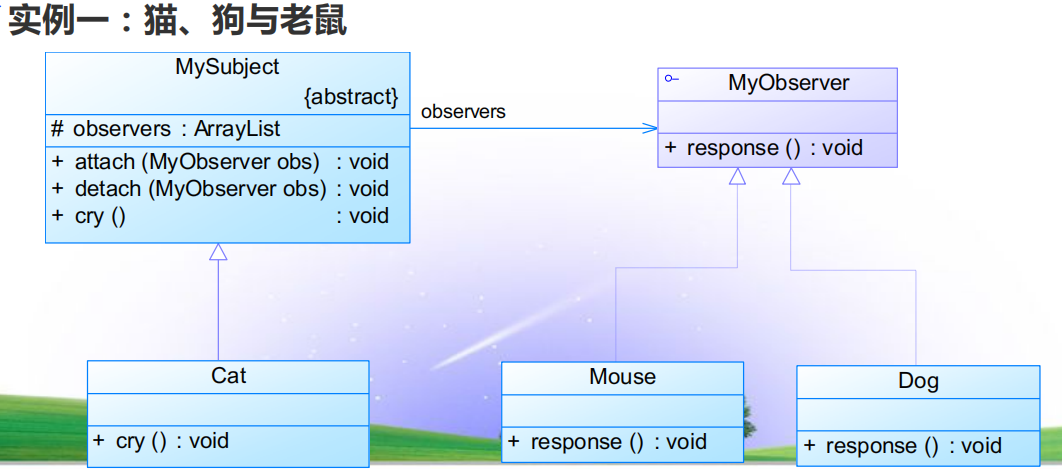 实例一：猫、狗与老鼠
MySubject
{abstract}
# observers : ArrayList
+ attach (MyObserver obs) : void
+ detach (MyObserver obs) : void
+ cry () : void
observers
MyObserver
+ response () : void
Cat
+ cry () : void
Mouse
+ response () : void
Dog
+ response () : void